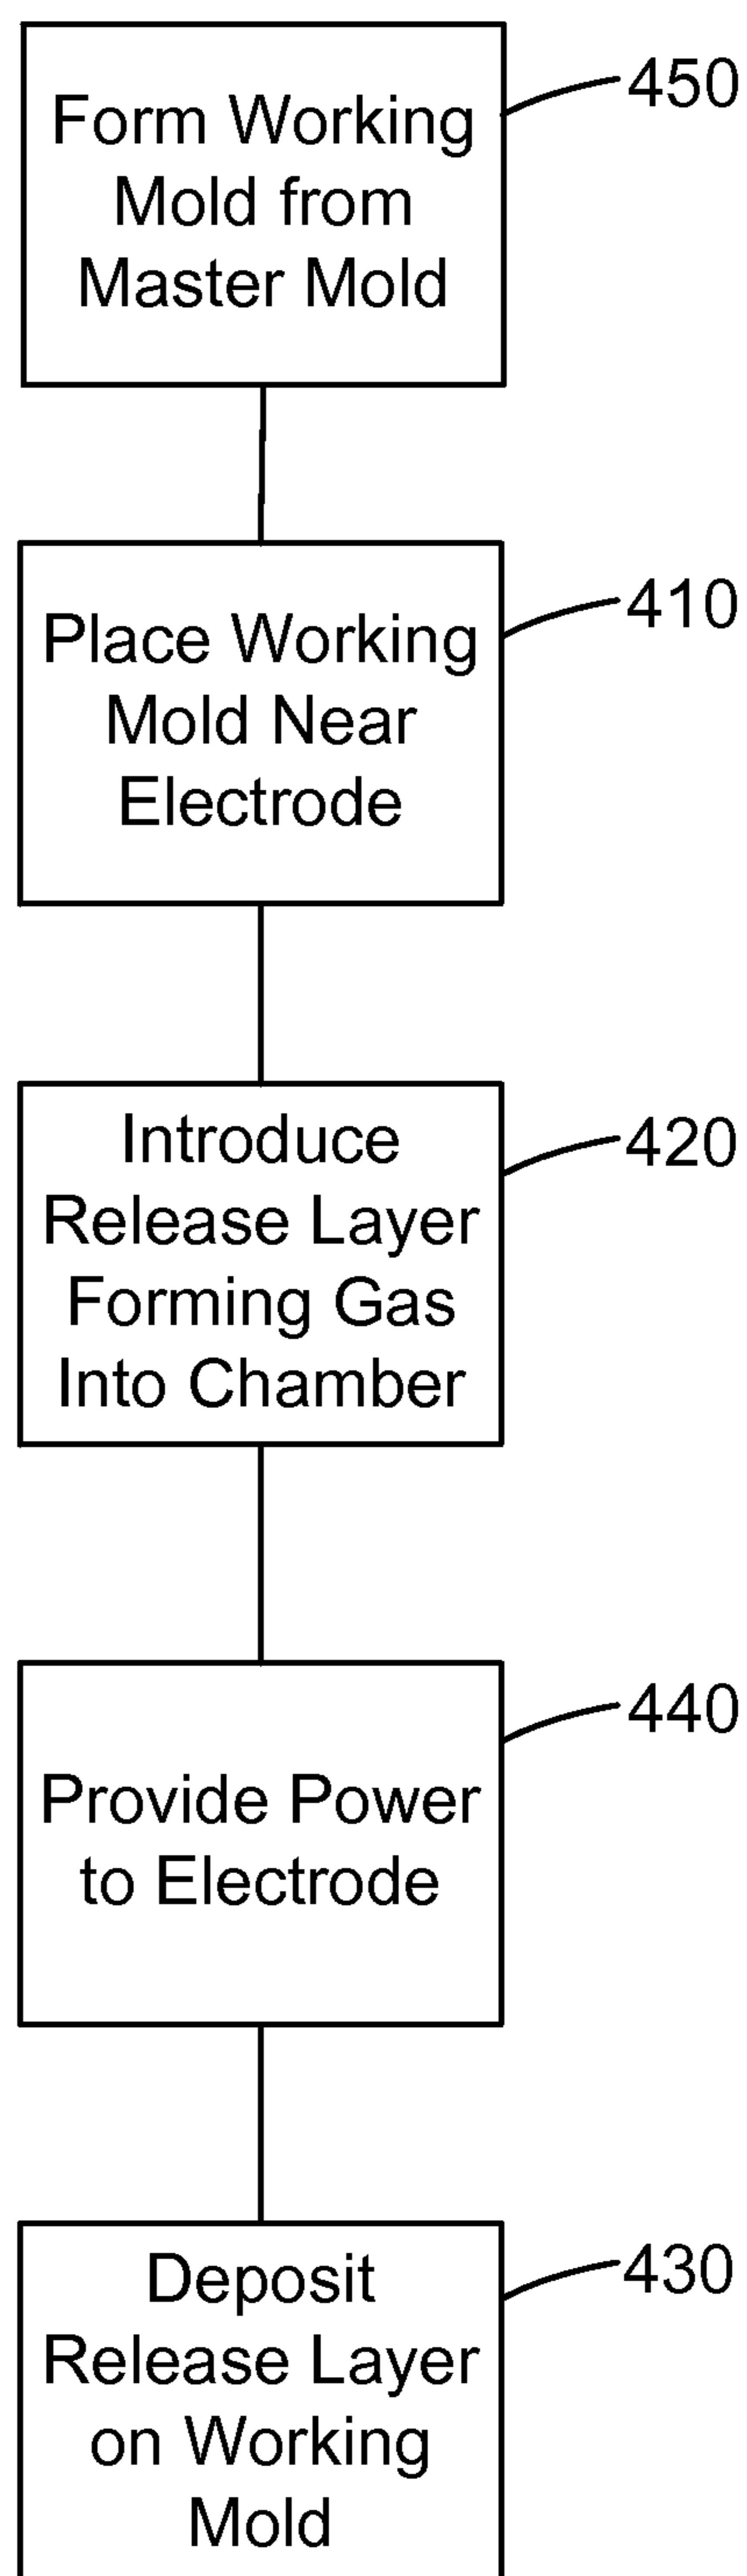 Form Working
Mold from
Master Mold
450
Place Working
Mold Near
Electrode
410
Introduce
Release Layer
Forming Gas
Into Chamber
420
Provide Power
to Electrode
440
Deposit
Release Layer
on Working
Mold
430